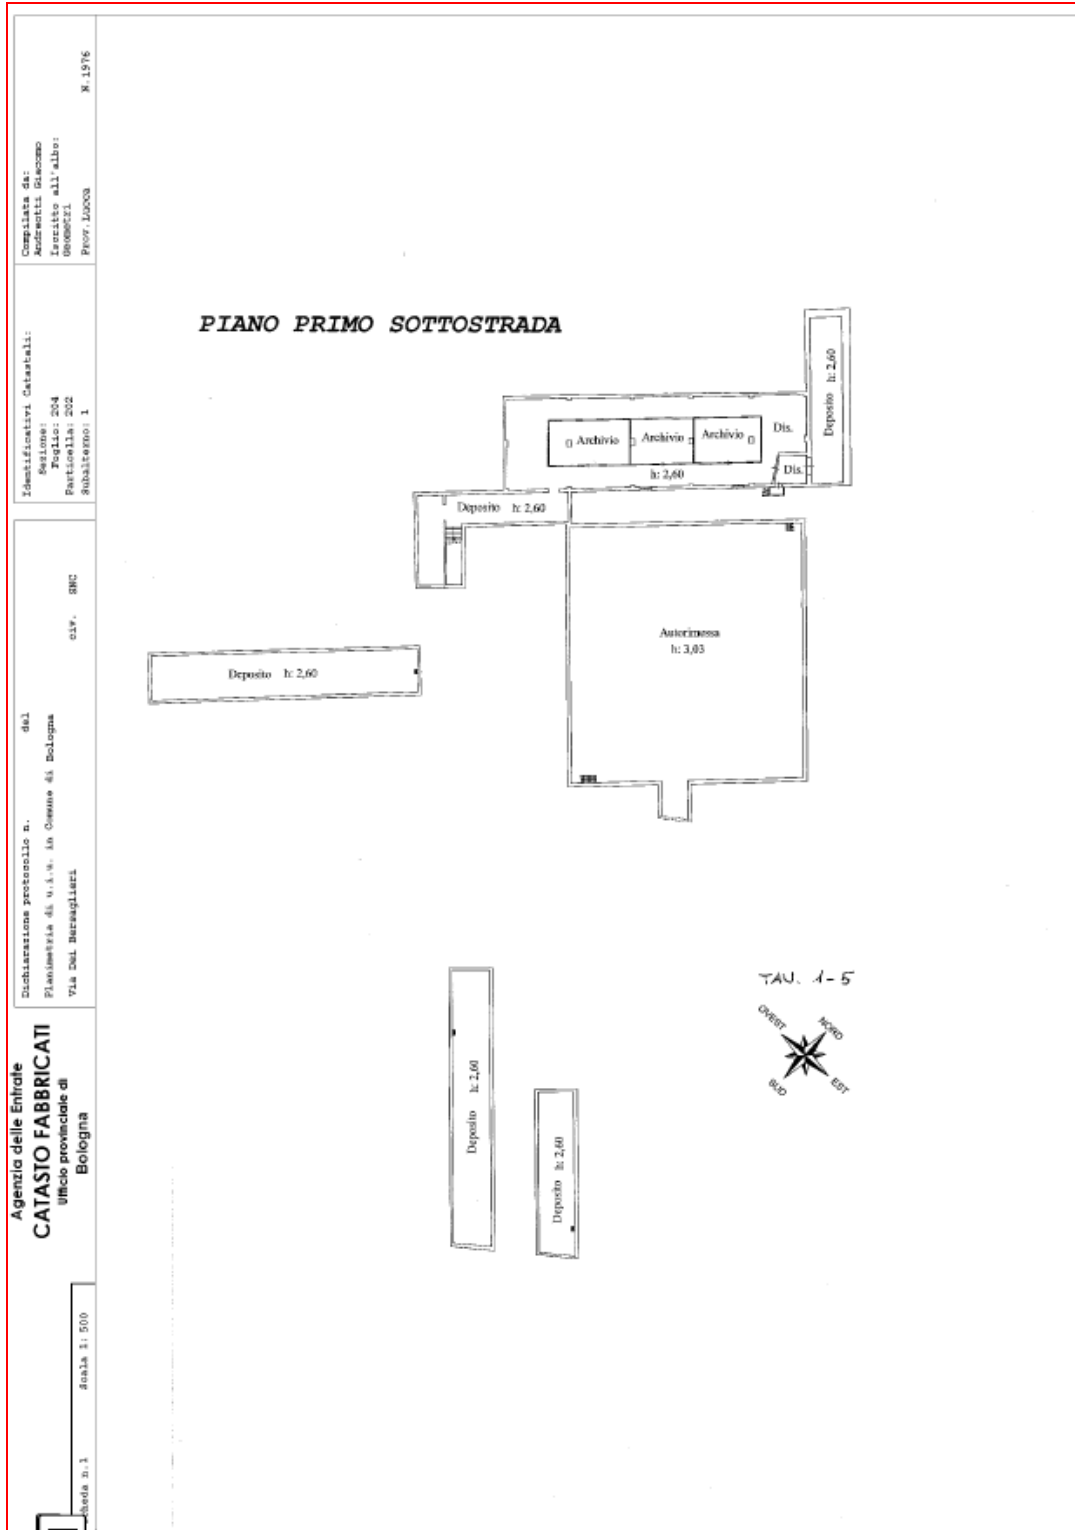 Agenzia delle Entrate
CATASTO FABBRICATI
Ufficio provinciale di
Bologna
Dichiarazione protocollo n. del
Planimetria di u.i.u. in Comune di Bologna
Via Dei Bersaglieri civ. SNC
Identificativi Catastali:
Sezione:
Foglio: 204
Particella: 202
Subalterno: 1
Compilata da:
Andreotti Giacomo
Iscritto all'albo:
Geometri
Prov. Lucca N. 1976
cheda n.1 Scala 1: 500
PIANO PRIMO SOTTOSTRADA
Deposito h: 2,60
Archivio
Archivio
Archivio
Dis.
h: 2,60
Dis.
Deposito h: 2,60
Autorimessa
h: 3,03
Deposito h: 2,60
Deposito h: 2,60
Deposito h: 2,60
TAV. 1-5
OVEST
NORD
SUD
EST